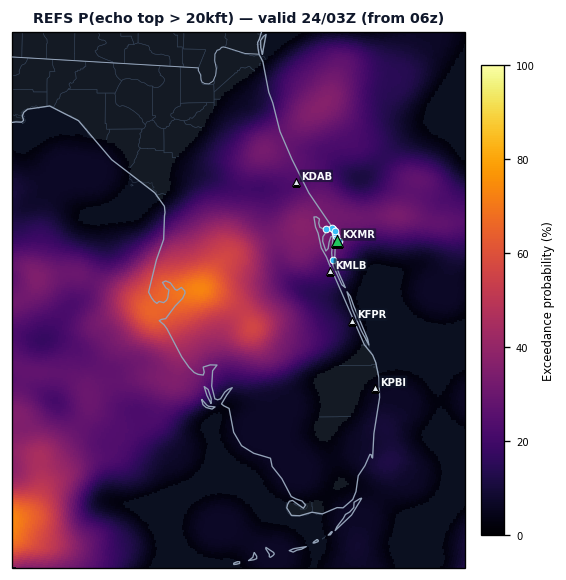 REFS P(echo top > 20kft) — valid 24/03Z (from 06z)
KDAB
KXMR
KMLB
KFPR
KPBI
100
80
60
40
20
0
Exceedance probability (%)